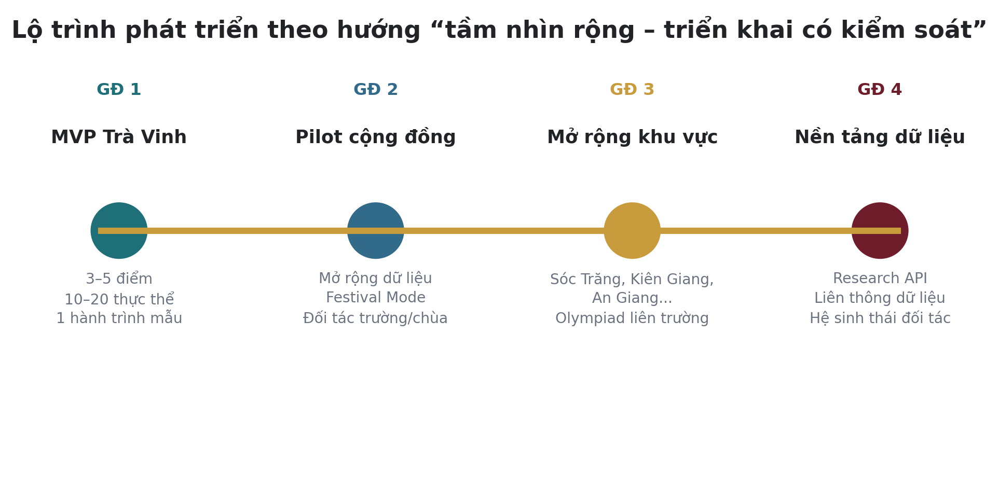 Lộ trình phát triển theo hướng “tầm nhìn rộng – triển khai có kiểm soát”
GĐ 1
MVP Trà Vinh
3–5 điểm
10–20 thực thể
1 hành trình mẫu
GĐ 2
Pilot cộng đồng
Mở rộng dữ liệu
Festival Mode
Đối tác trường/chùa
GĐ 3
Mở rộng khu vực
Sóc Trăng, Kiên Giang,
An Giang...
Olympiad liên trường
GĐ 4
Nền tảng dữ liệu
Research API
Liên thông dữ liệu
Hệ sinh thái đối tác